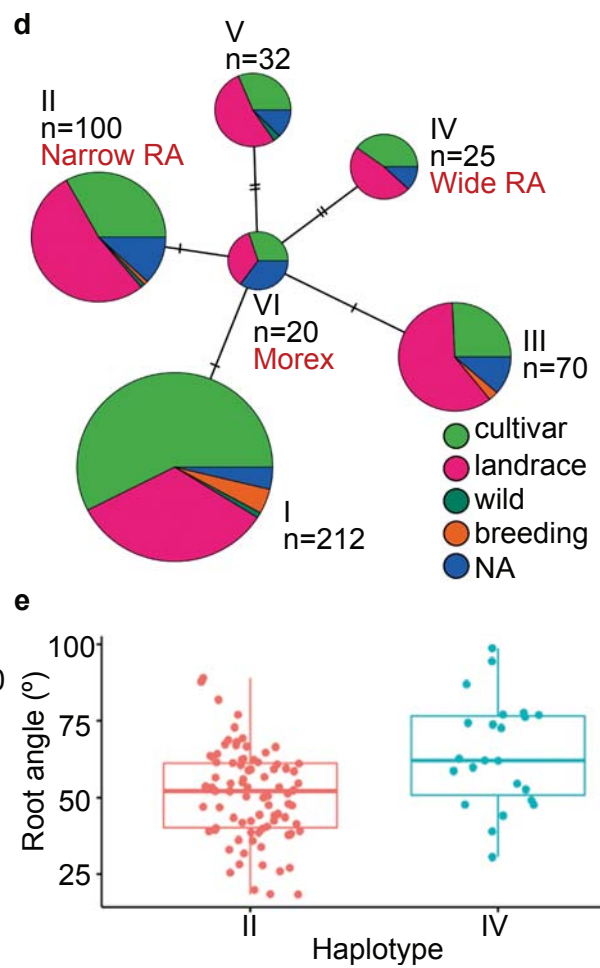 d
V
n=32
II
n=100
Narrow RA
IV
n=25
Wide RA
VI
n=20
Morex
III
n=70
I
n=212
cultivar
landrace
wild
breeding
NA
e
0
100
75
50
25
Root angle (º)
II
IV
Haplotype